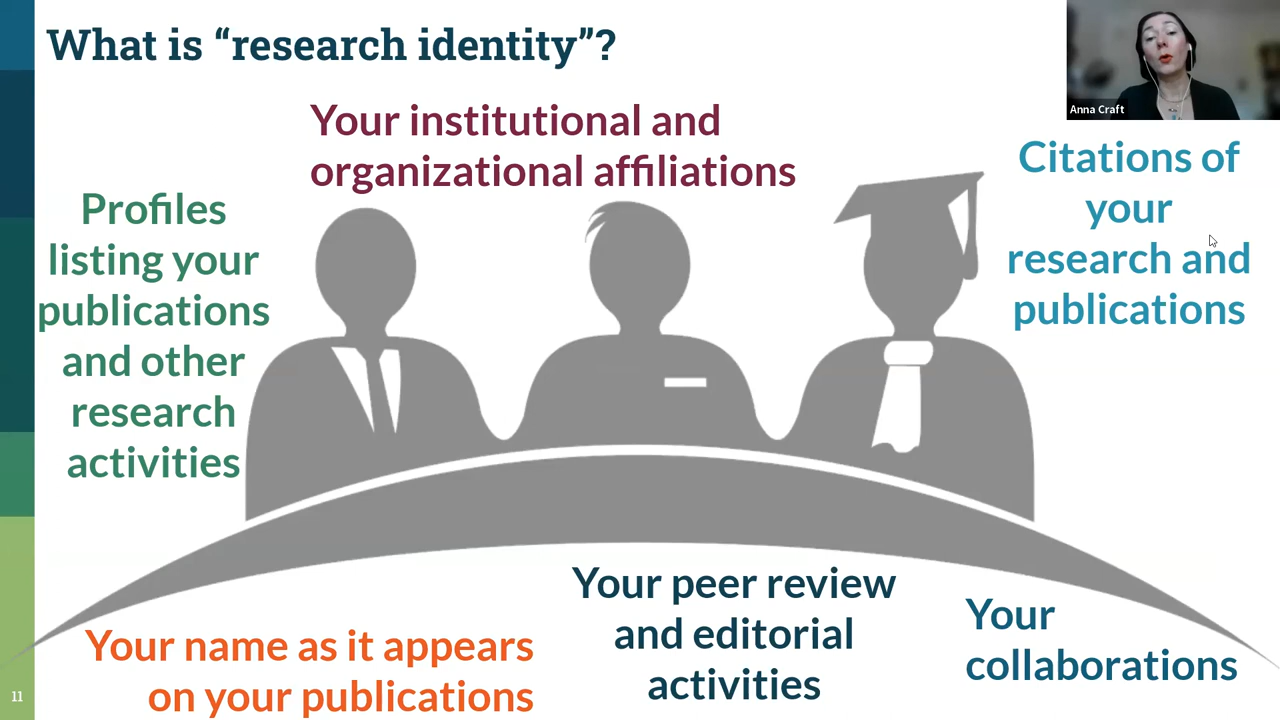 What is “research identity”?
Anna Craft
Your institutional and
organizational affiliations
Citations of
your
research and
publications
Profiles
listing your
publications
and other
research
activities
Your name as it appears
on your publications
Your peer review
and editorial
activities
Your
collaborations
11